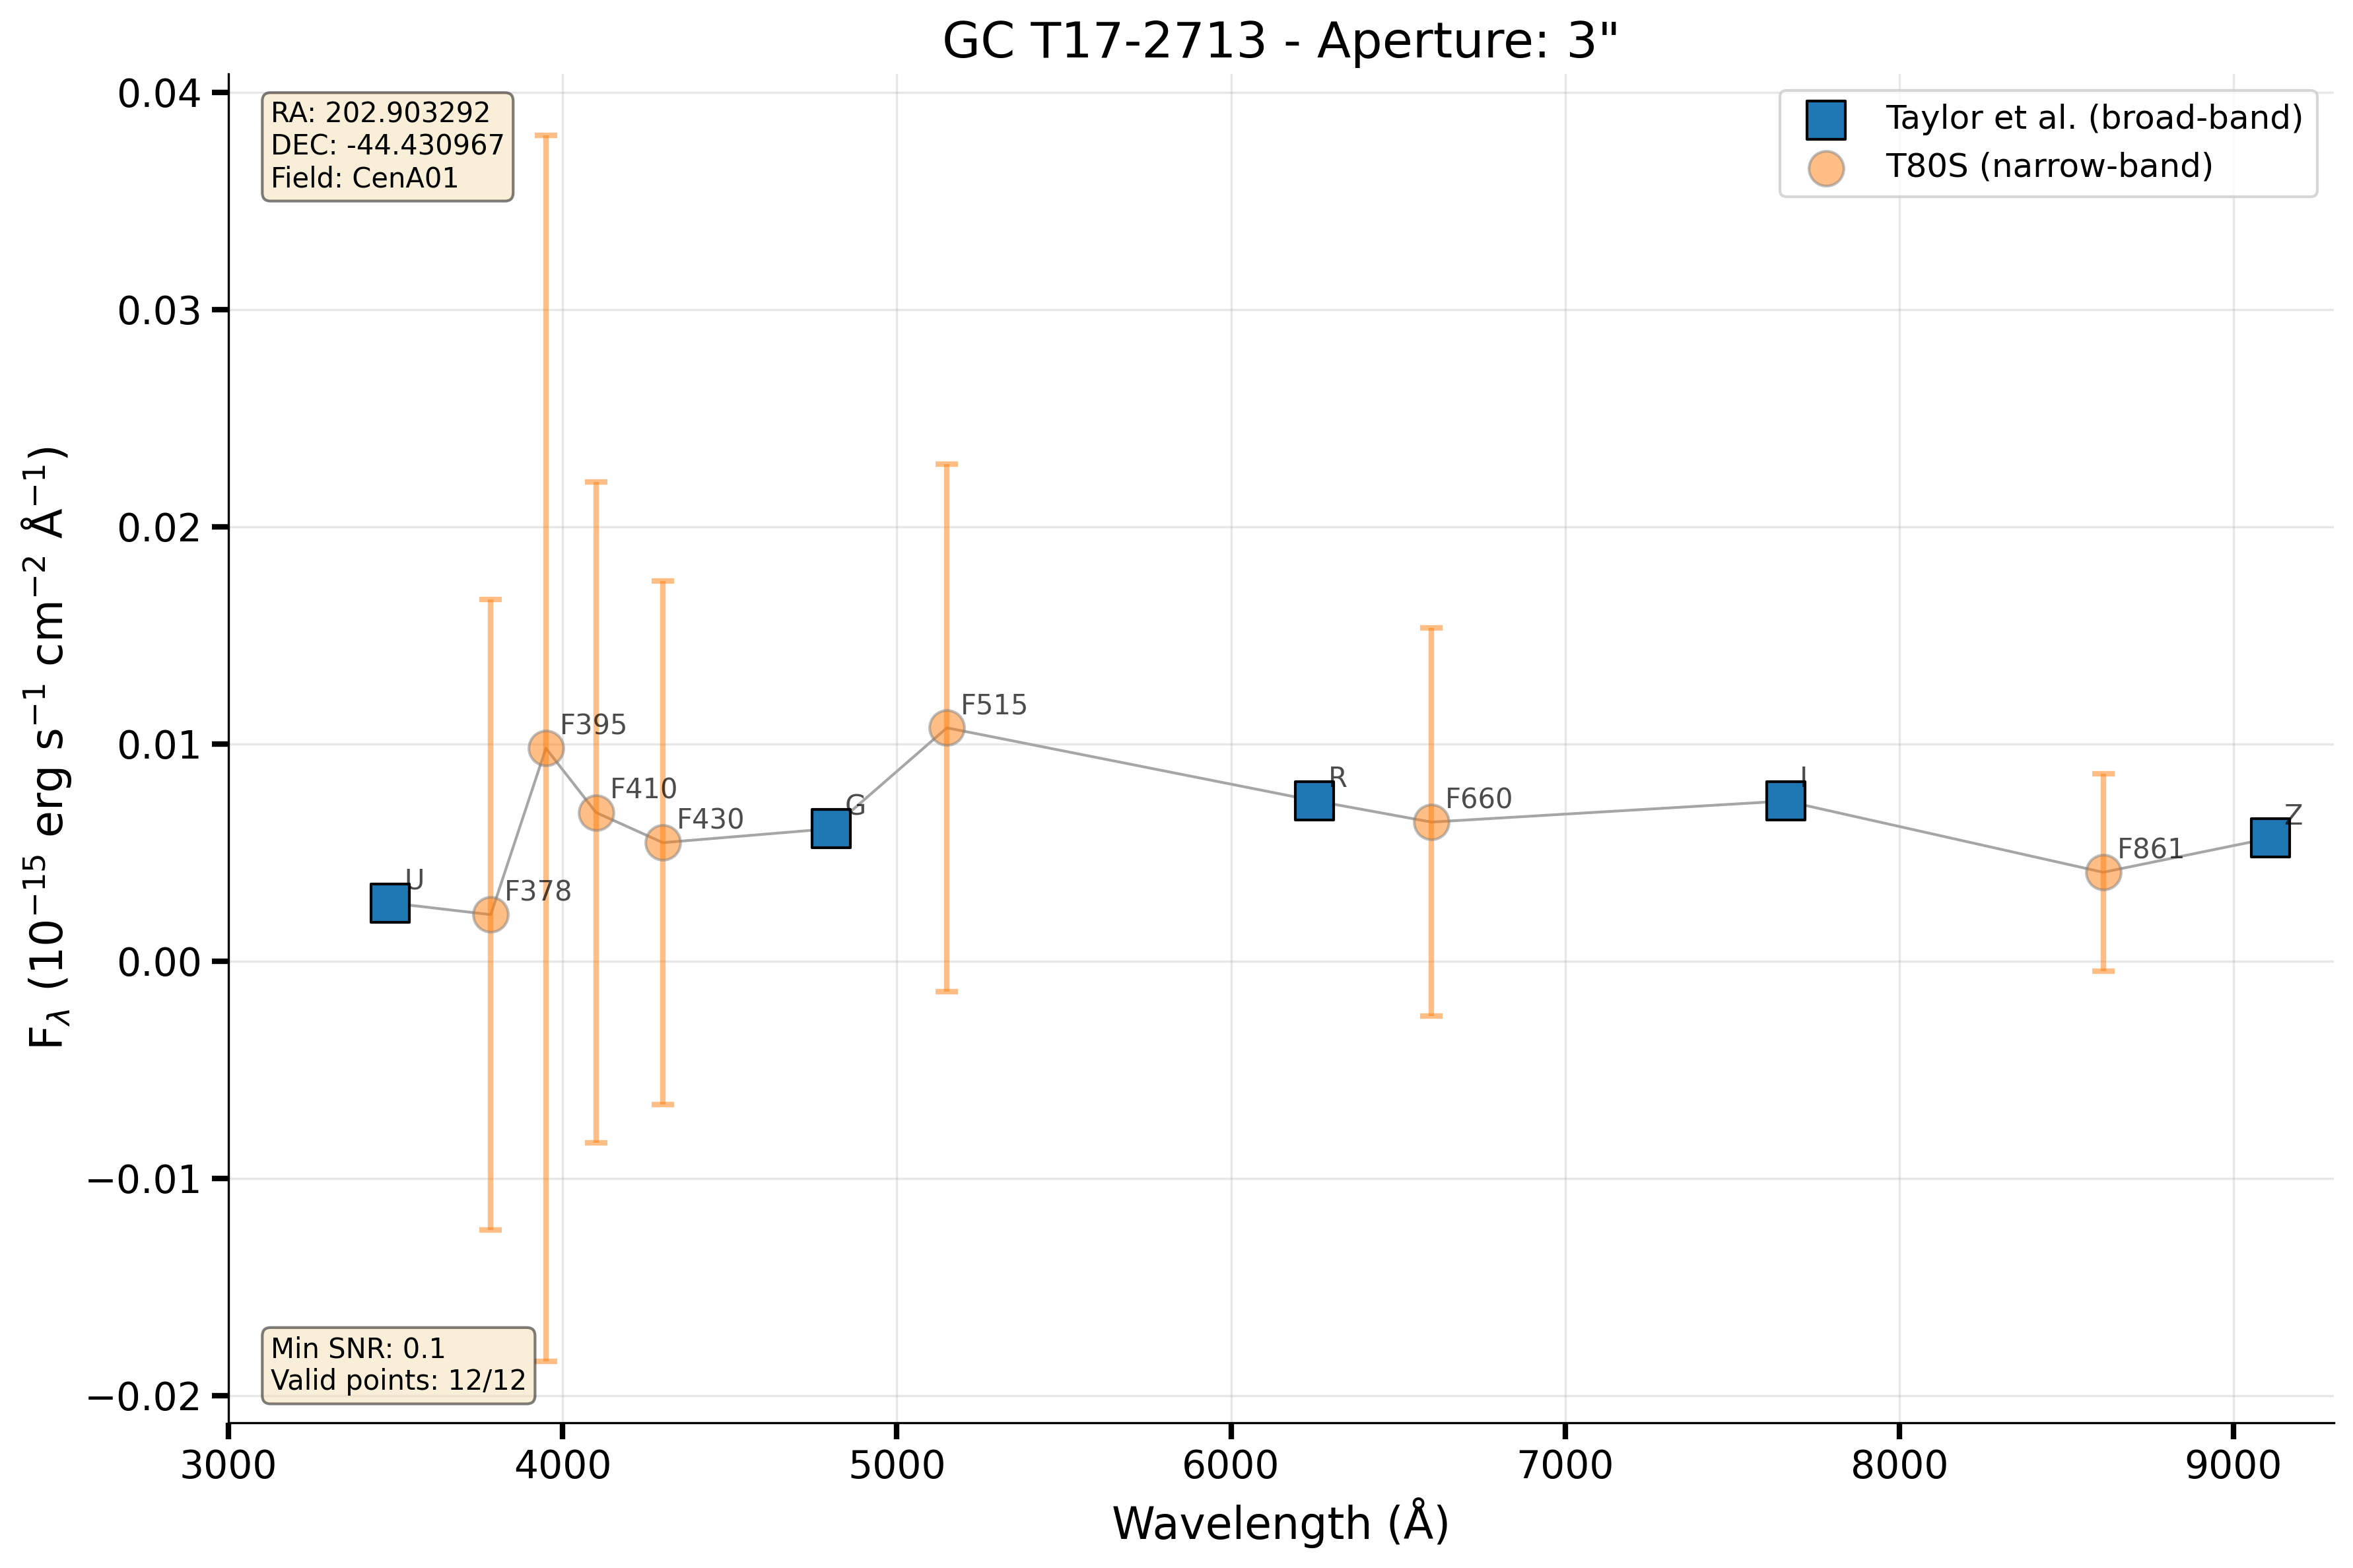 GC T17-2713 - Aperture: 3"
RA: 202.903292
DEC: -44.430967
Field: CenA01
Taylor et al. (broad-band)
T80S (narrow-band)
0.04
0.03
0.02
0.01
0.00
−0.01
−0.02
F_λ (10⁻¹⁵ erg s⁻¹ cm⁻² Å⁻¹)
U
F378
F395
F410
F430
G
F515
R
F660
I
F861
Z
Min SNR: 0.1
Valid points: 12/12
3000 4000 5000 6000 7000 8000 9000
Wavelength (Å)